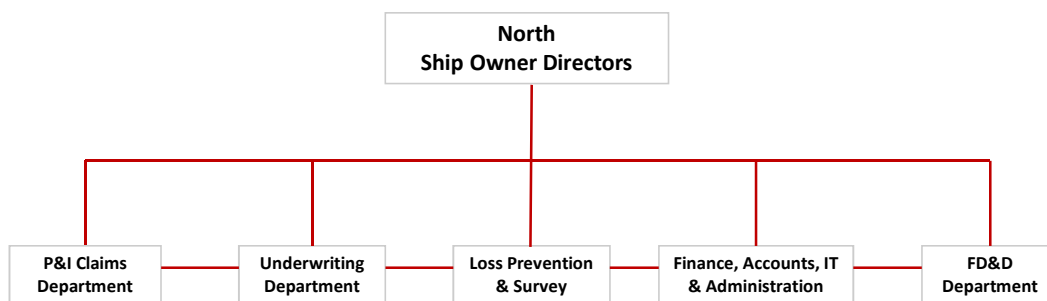 North
Ship Owner Directors
P&I Claims
Department
Underwriting
Department
Loss Prevention
& Survey
Finance, Accounts, IT
& Administration
FD&D
Department